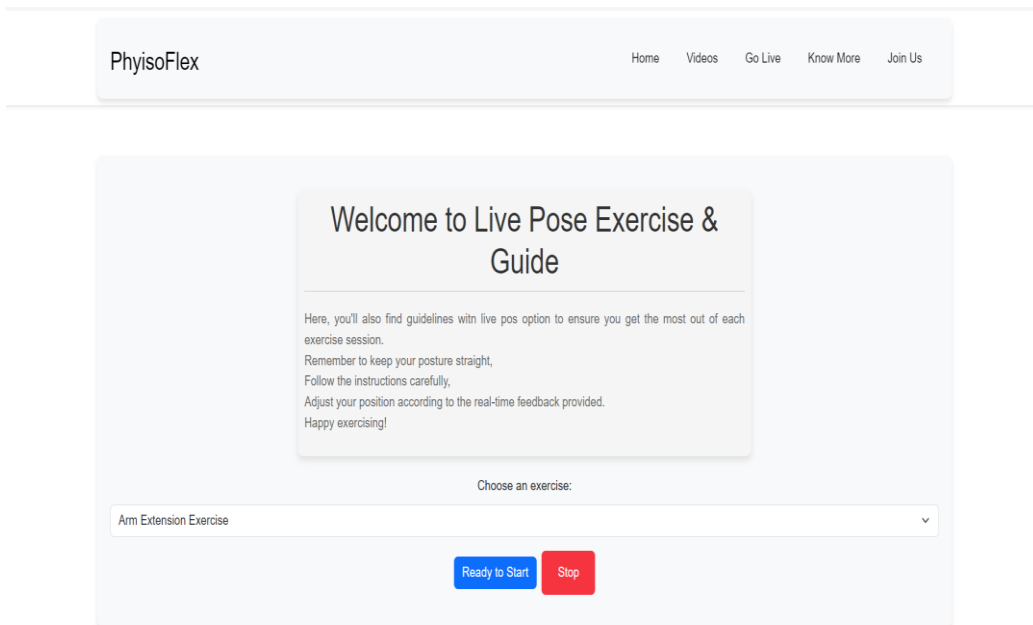 PhyisoFlex
Home Videos Go Live Know More Join Us
Welcome to Live Pose Exercise &
Guide
Here, you'll also find guidelines witn live pos option to ensure you get the most out of each
exercise session.
Remember to keep your posture straight,
Follow the instructions carefully,
Adjust your position according to the real-time feedback provided.
Happy exercising!
Choose an exercise:
Arm Extension Exercise
Ready to Start Stop